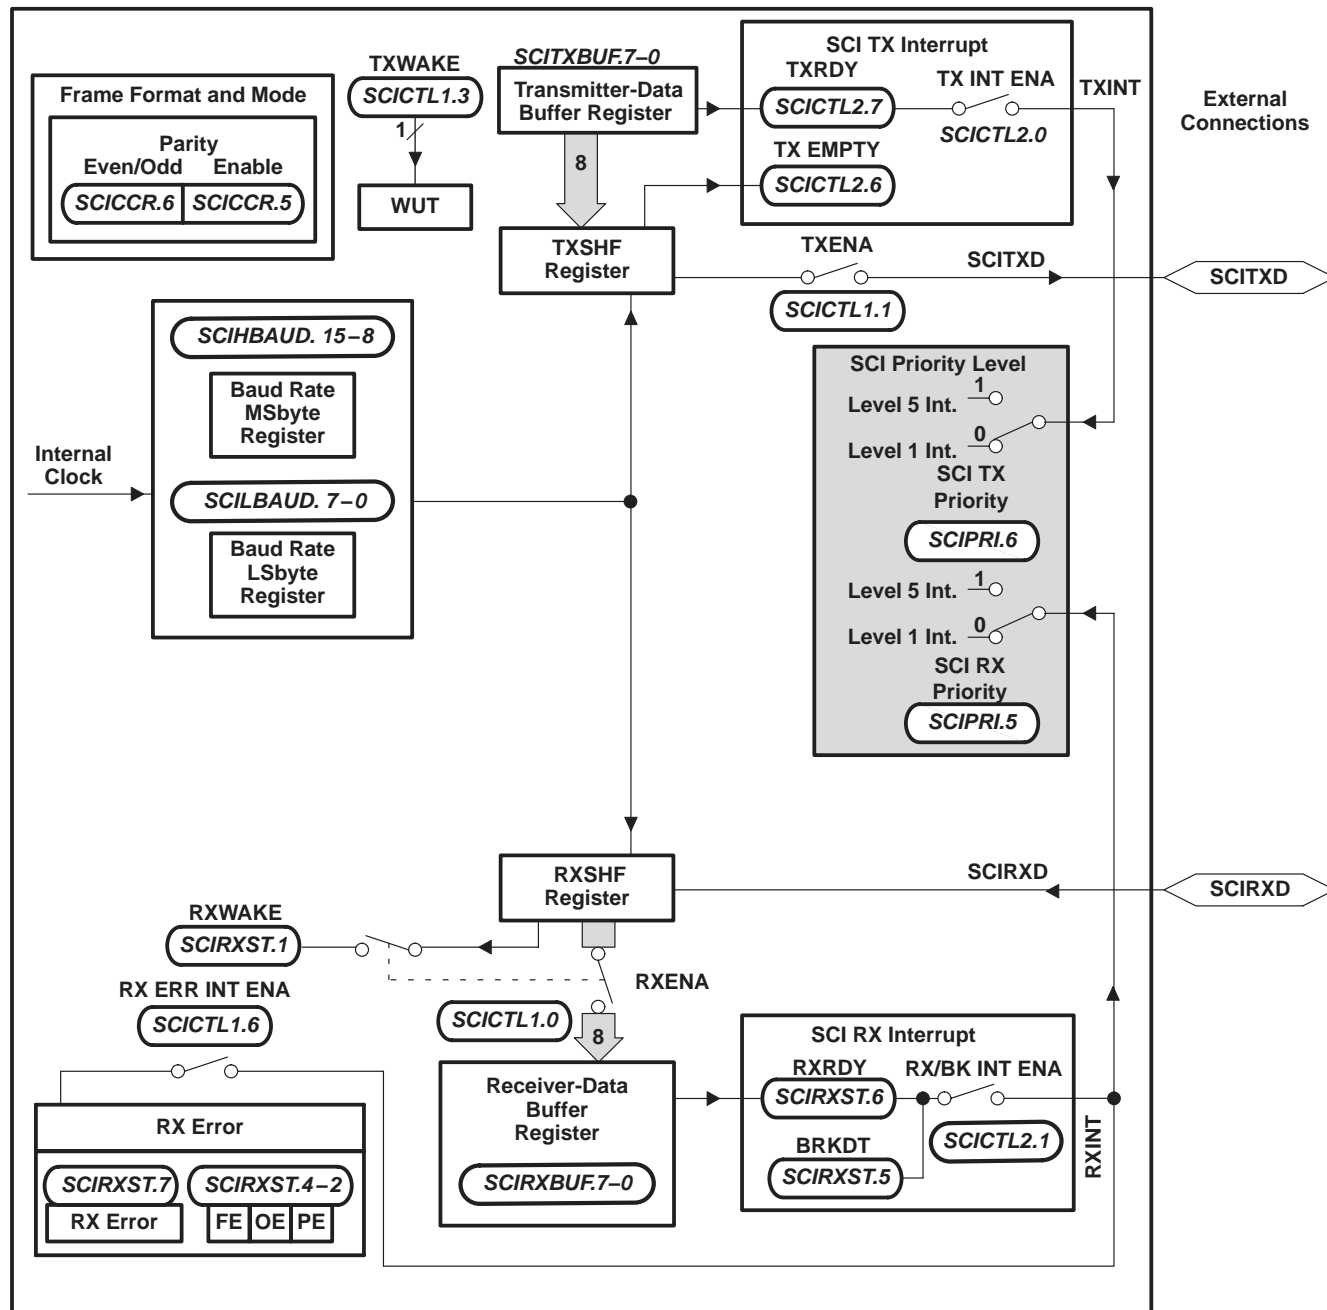 Frame Format and Mode
Parity
Even/Odd Enable
SCICCR.6 SCICCR.5
TXWAKE
SCICTL1.3
1
WUT
SCITXBUF.7–0
Transmitter-Data
Buffer Register
8
TXSHF
Register
SCI TX Interrupt
TXRDY
SCICTL2.7
TX INT ENA
SCICTL2.0
TX EMPTY
SCICTL2.6
TXINT
External
Connections
TXENA
SCICTL1.1
SCITXD
SCITXD
SCIHBAUD. 15–8
Baud Rate
MSbyte
Register
Internal
Clock
SCILBAUD. 7–0
Baud Rate
LSbyte
Register
SCI Priority Level
Level 5 Int. 1
Level 1 Int. 0
SCI TX
Priority
SCIPRI.6
Level 5 Int. 1
Level 1 Int. 0
SCI RX
Priority
SCIPRI.5
RXSHF
Register
SCIRXD
SCIRXD
RXWAKE
SCIRXST.1
RXENA
SCICTL1.0
8
RX ERR INT ENA
SCICTL1.6
RX Error
SCIRXST.7 SCIRXST.4–2
RX Error FE OE PE
Receiver-Data
Buffer
Register
SCIRXBUF.7–0
SCI RX Interrupt
RXRDY
SCIRXST.6
RX/BK INT ENA
SCICTL2.1
BRKDT
SCIRXST.5
RXINT